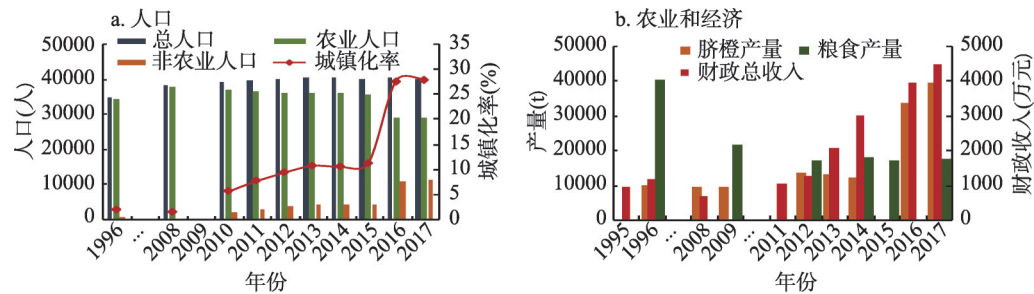 a. 人口
总人口 农业人口
非农业人口 城镇化率
50000
40000
30000
20000
10000
0
人口(人)
35
30
25
20
15
10
5
0
城镇化率(%)
1996 ... 2008 2009 2010 2011 2012 2013 2014 2015 2016 2017
年份
b. 农业和经济
脐橙产量 粮食产量
财政总收入
50000
40000
30000
20000
10000
0
产量(t)
5000
4000
3000
2000
1000
0
财政收入(万元)
1995 1996 ... 2008 2009 ... 2011 2012 2013 2014 2015 2016 2017
年份